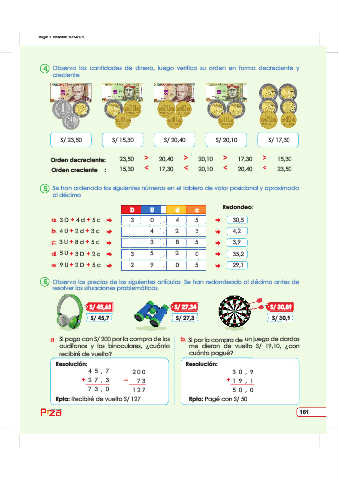 4 Observa las cantidades de dinero, luego verifica su orden en forma decreciente y
creciente
S/ 23,50 S/ 15,30 S/ 20,40 S/ 20,10 S/ 17,30
Orden decreciente: 23,50 > 20,40 > 20,10 > 17,30 > 15,30
Orden creciente : 15,30 < 17,30 < 20,10 < 20,40 < 23,50
5 Se han ordenado los siguientes números en el tablero de valor posicional y aproximado
al décimo
D U d c Redondeo:
a. 3 D + 4 d + 5 c 3 0 4 5 30,5
b. 4 U + 2 d + 3 c 4 2 3 4,2
c. 3 U + 8 d + 5 c 3 8 5 3,9
d. 5 U + 3 D + 2 c 3 5 2 0 35,2
e. 9 U + 2 D + 5 c 2 9 0 5 29,1
6 Observa los precios de los siguientes artículos. Se han redondeado al décimo antes de
resolver las situaciones problemáticas
S/ 45,65 S/ 27,34 S/ 30,89
S/ 45,7 S/ 27,3 S/ 30,9
a Si pago con S/ 200 por la compra de los
audífonos y los binoculares, ¿cuánto
recibiré de vuelto?
Resolución:
4 5 , 7 2 0 0
+ 2 7 , 3 − 7 3
7 3 , 0 1 2 7
Rpta: Recibiré de vuelto S/ 127
b. Si por la compra de un juego de dardos
me dieron de vuelto S/ 19,10, ¿con
cuánto pagué?
Resolución:
3 0 , 9
+ 1 9 , 1
5 0 , 0
Rpta: Pagó con S/ 50
161